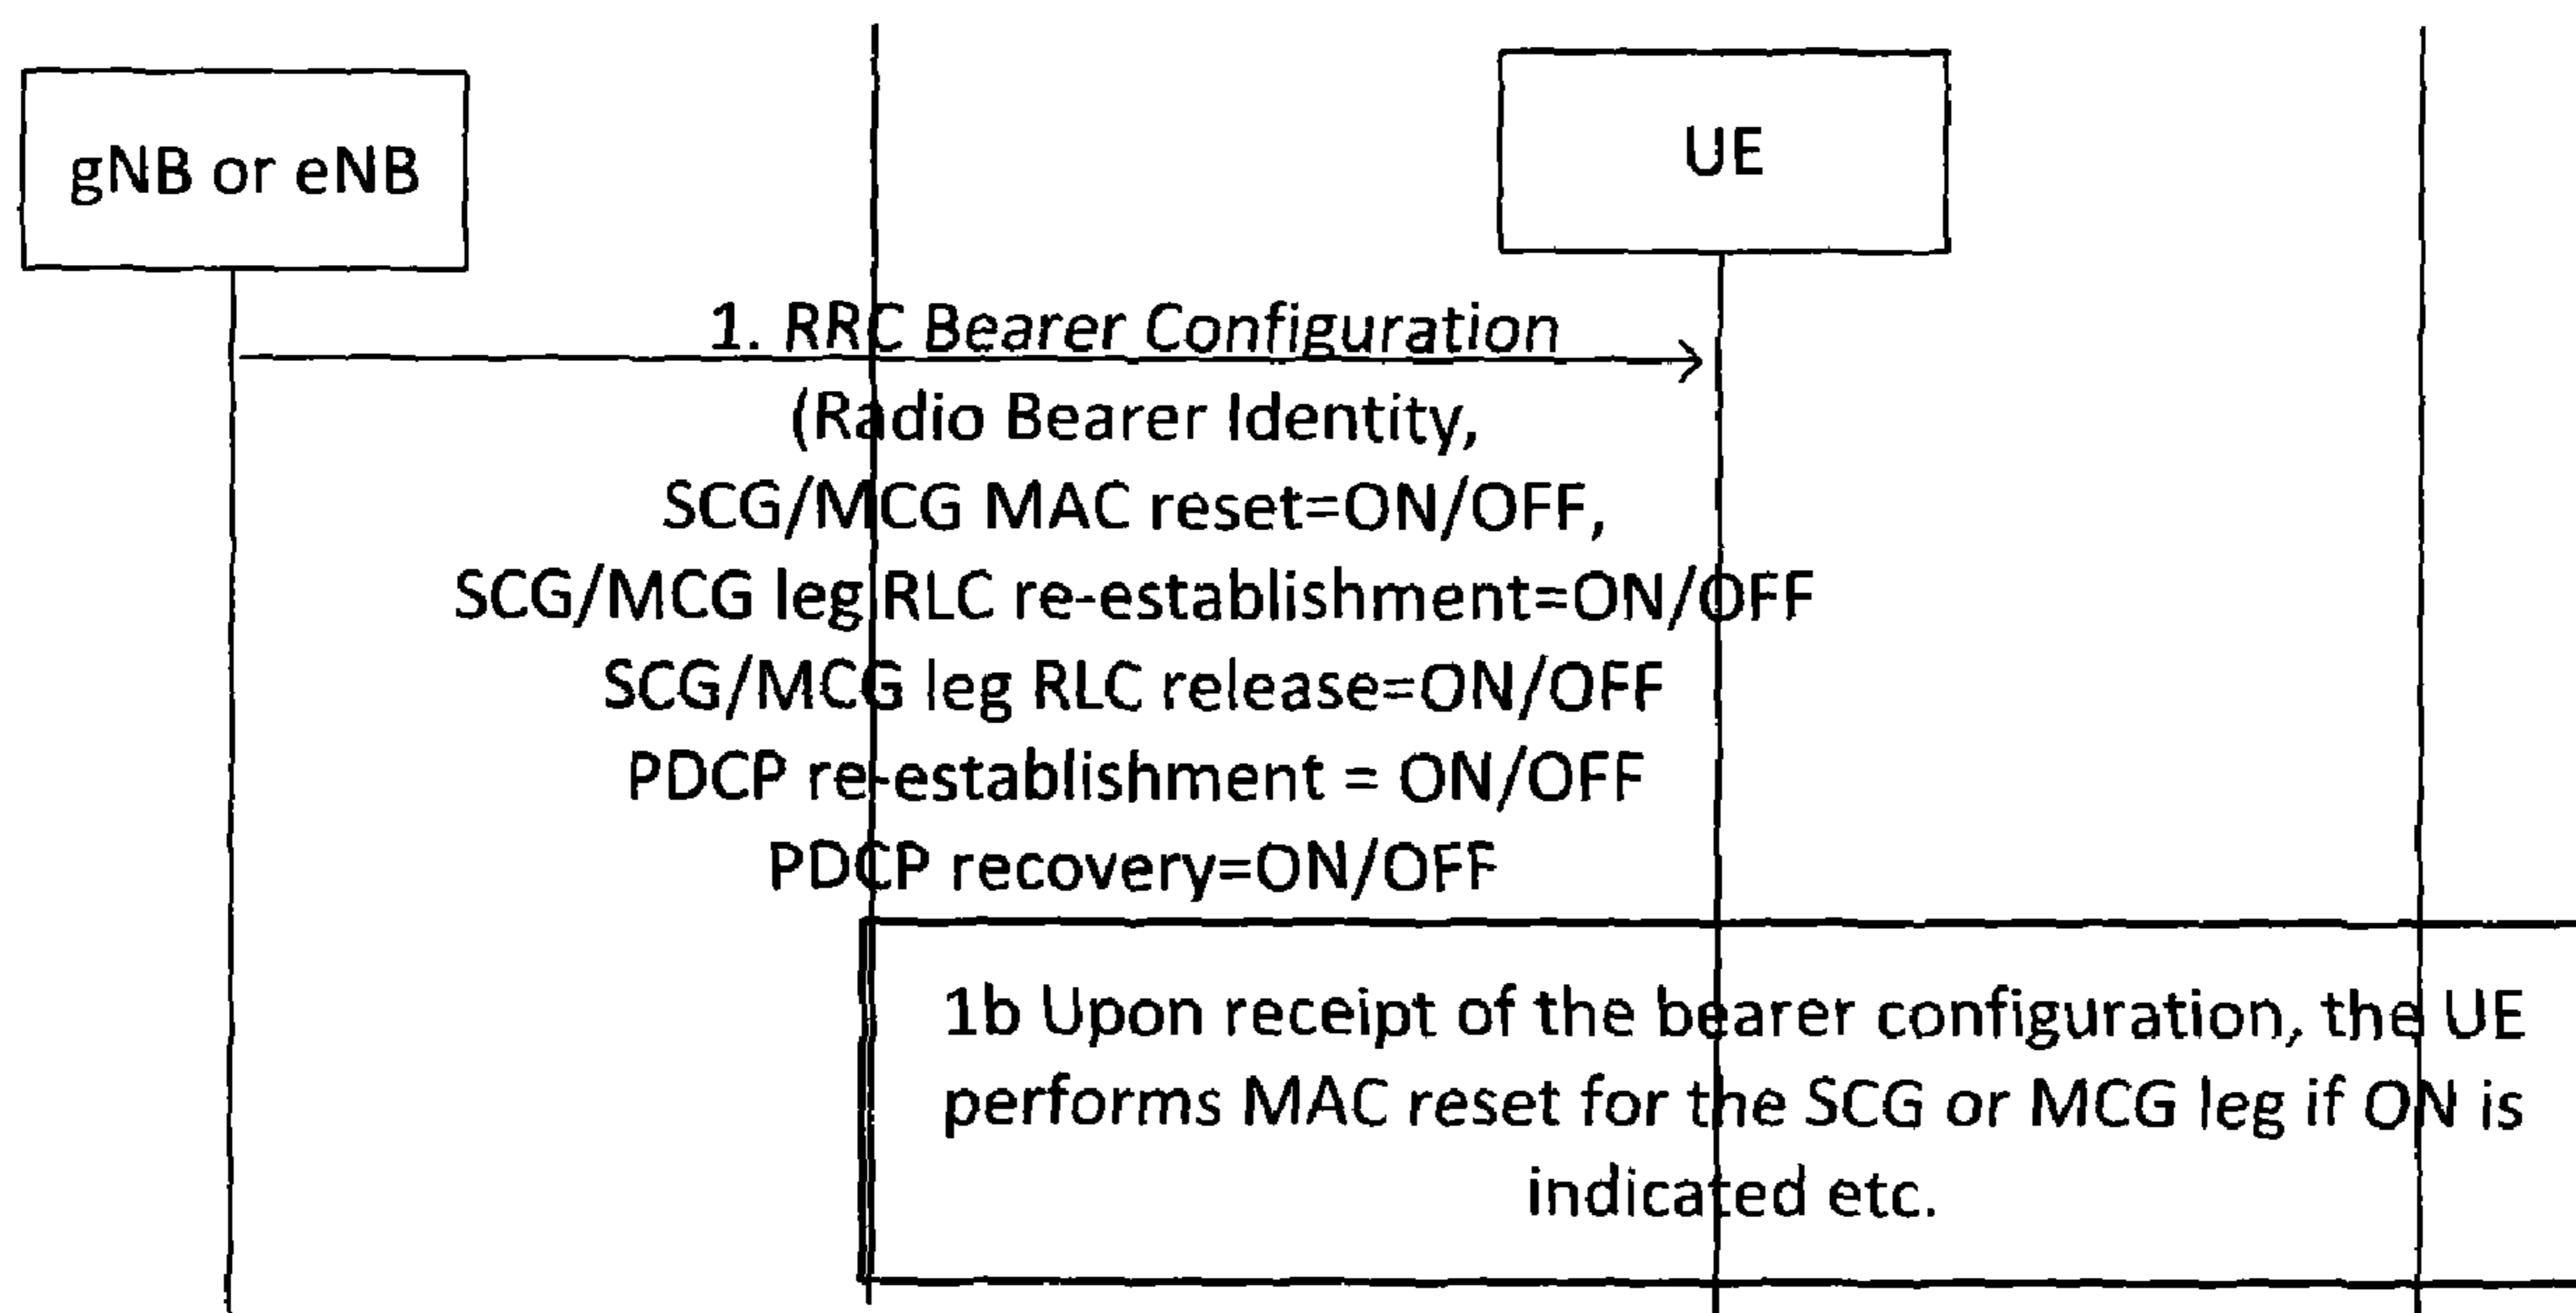 gNB or eNB
UE
1. RRC Bearer Configuration
(Radio Bearer Identity,
SCG/MCG MAC reset=ON/OFF,
SCG/MCG leg RLC re-establishment=ON/OFF
SCG/MCG leg RLC release=ON/OFF
PDCP re-establishment = ON/OFF
PDCP recovery=ON/OFF
1b Upon receipt of the bearer configuration, the UE
performs MAC reset for the SCG or MCG leg if ON is
indicated etc.